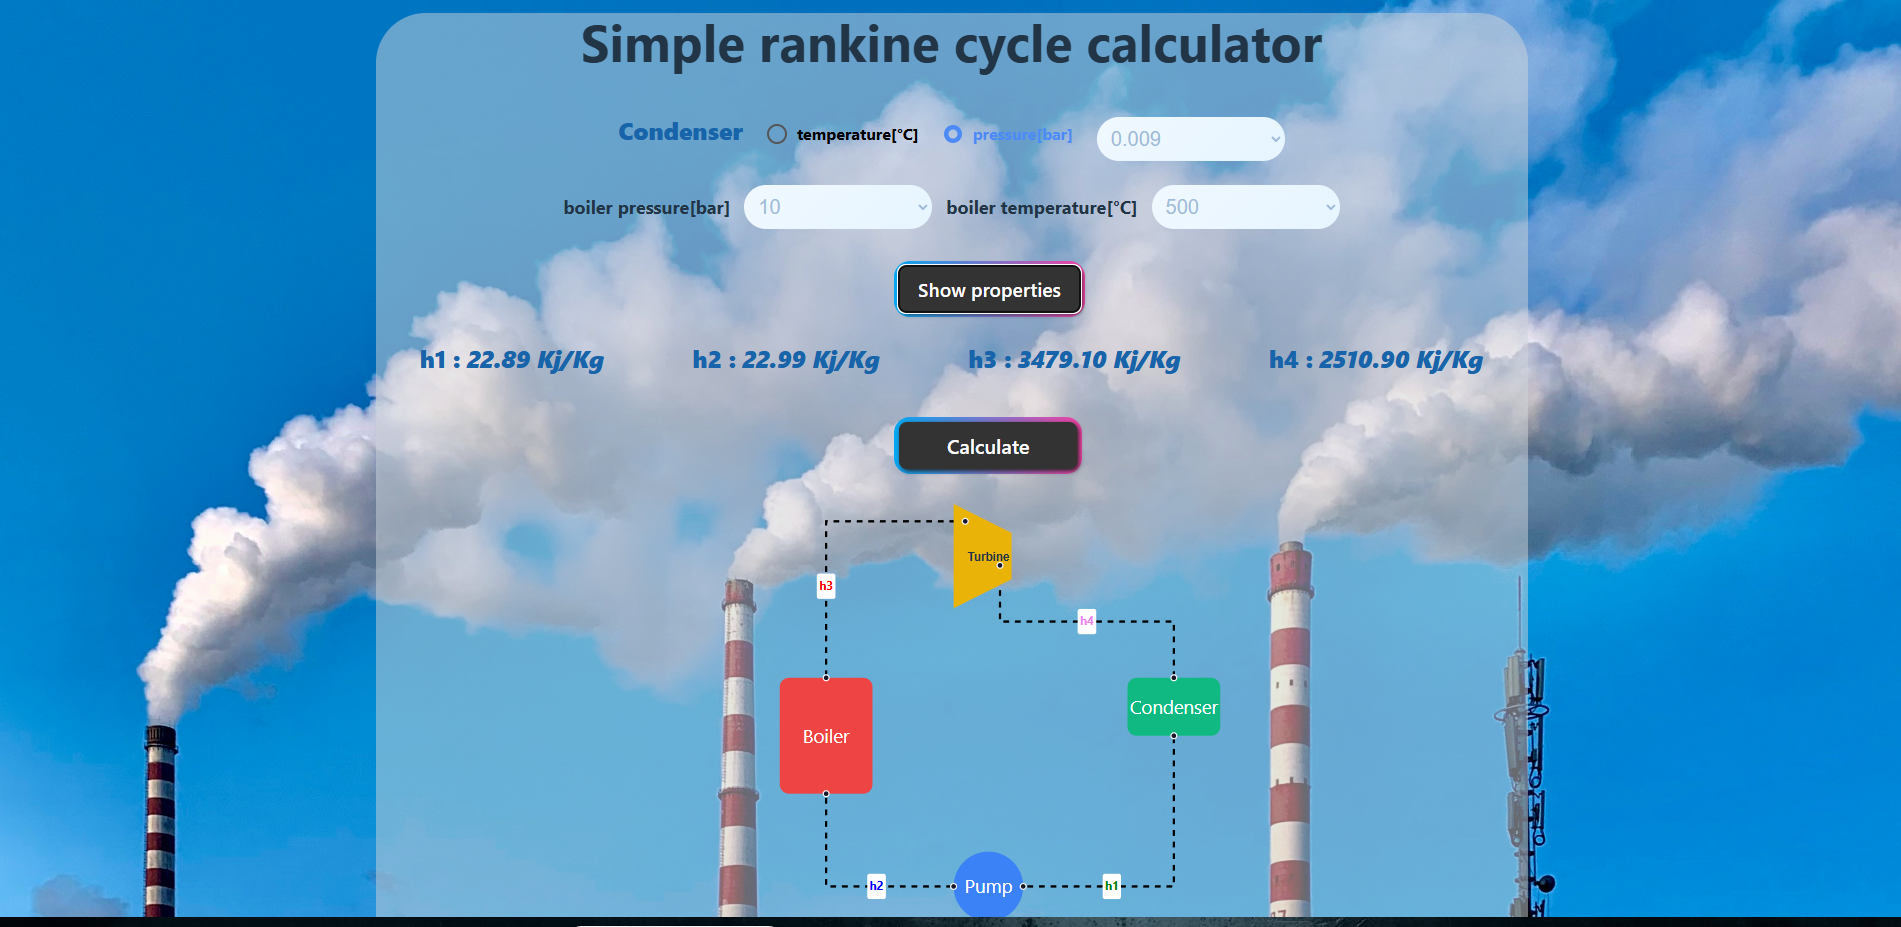 Simple rankine cycle calculator
Condenser temperature[°C] pressure[bar] 0.009
boiler pressure[bar] 10 boiler temperature[°C] 500
Show properties
h1 : 22.89 Kj/Kg h2 : 22.99 Kj/Kg h3 : 3479.10 Kj/Kg h4 : 2510.90 Kj/Kg
Calculate
Turbine
h3
h4
Boiler
Condenser
h2
Pump
h1